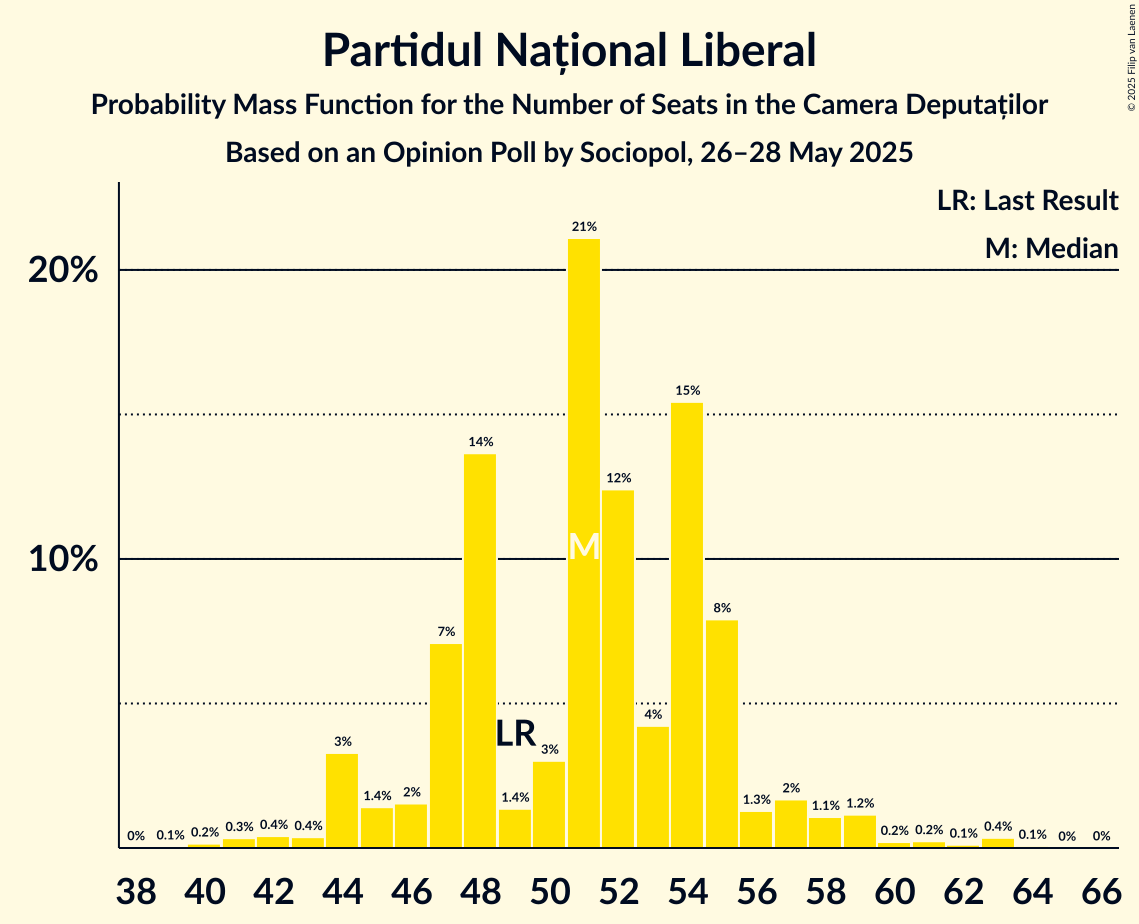 Partidul Național Liberal
Probability Mass Function for the Number of Seats in the Camera Deputaților
Based on an Opinion Poll by Sociopol, 26–28 May 2025
© 2025 Filip van Laenen
LR: Last Result
M: Median
20%
10%
0% 0.1% 0.2% 0.3% 0.4% 0.4% 3% 1.4% 2% 7% 14% 1.4% 3% 21% 12% 4% 15% 8% 1.3% 2% 1.1% 1.2% 0.2% 0.2% 0.1% 0.4% 0.1% 0% 0%
LR
M
38 40 42 44 46 48 50 52 54 56 58 60 62 64 66